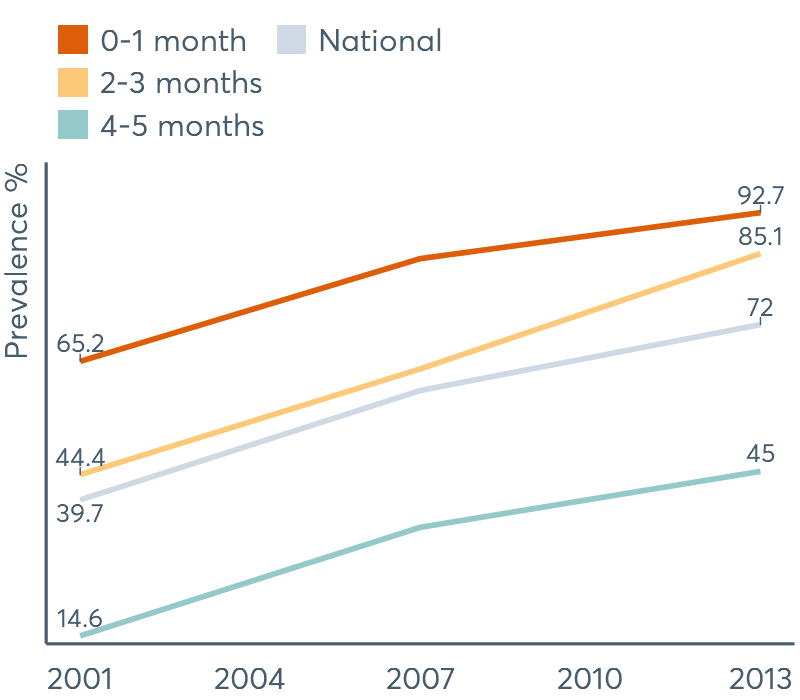 0-1 month
National
2-3 months
4-5 months
Prevalence %
92.7
85.1
72
65.2
44.4
45
39.7
14.6
2001
2004
2007
2010
2013